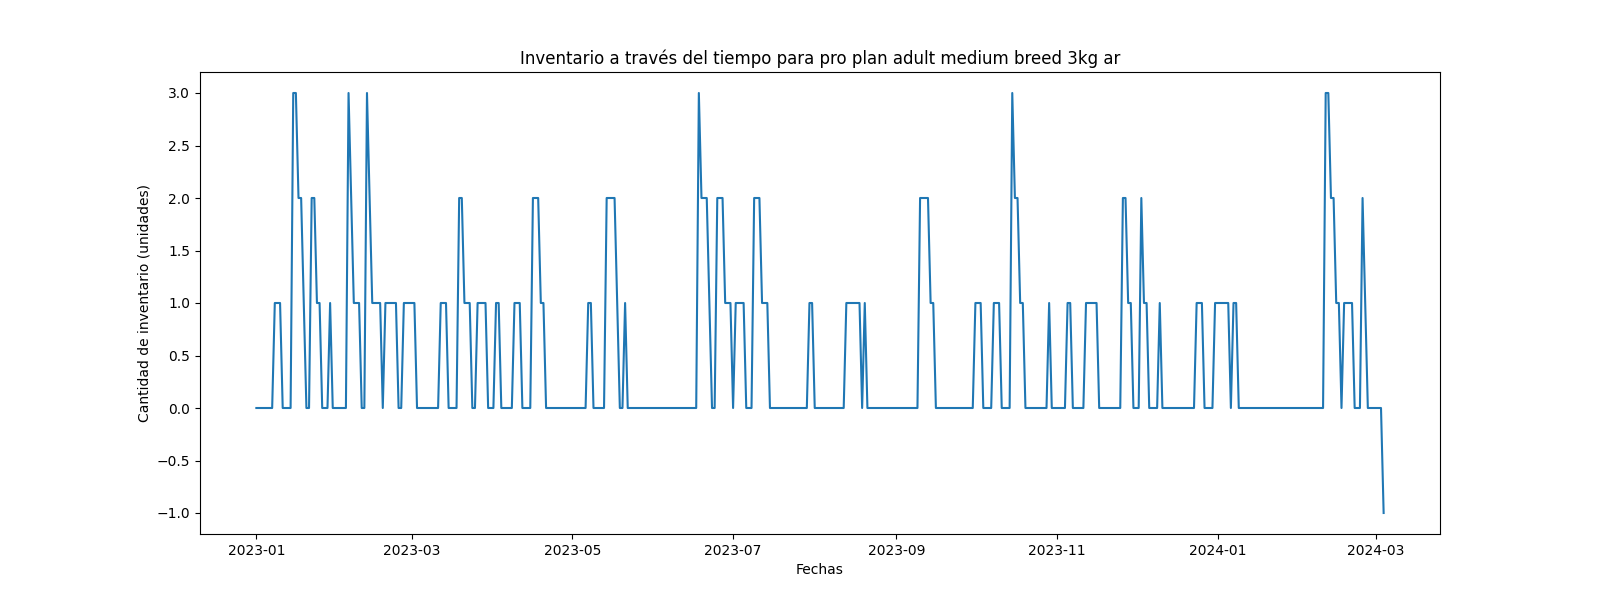 Inventario a través del tiempo para pro plan adult medium breed 3kg ar
Cantidad de inventario (unidades)
3.0
2.5
2.0
1.5
1.0
0.5
0.0
−0.5
−1.0
2023-01 2023-03 2023-05 2023-07 2023-09 2023-11 2024-01 2024-03
Fechas